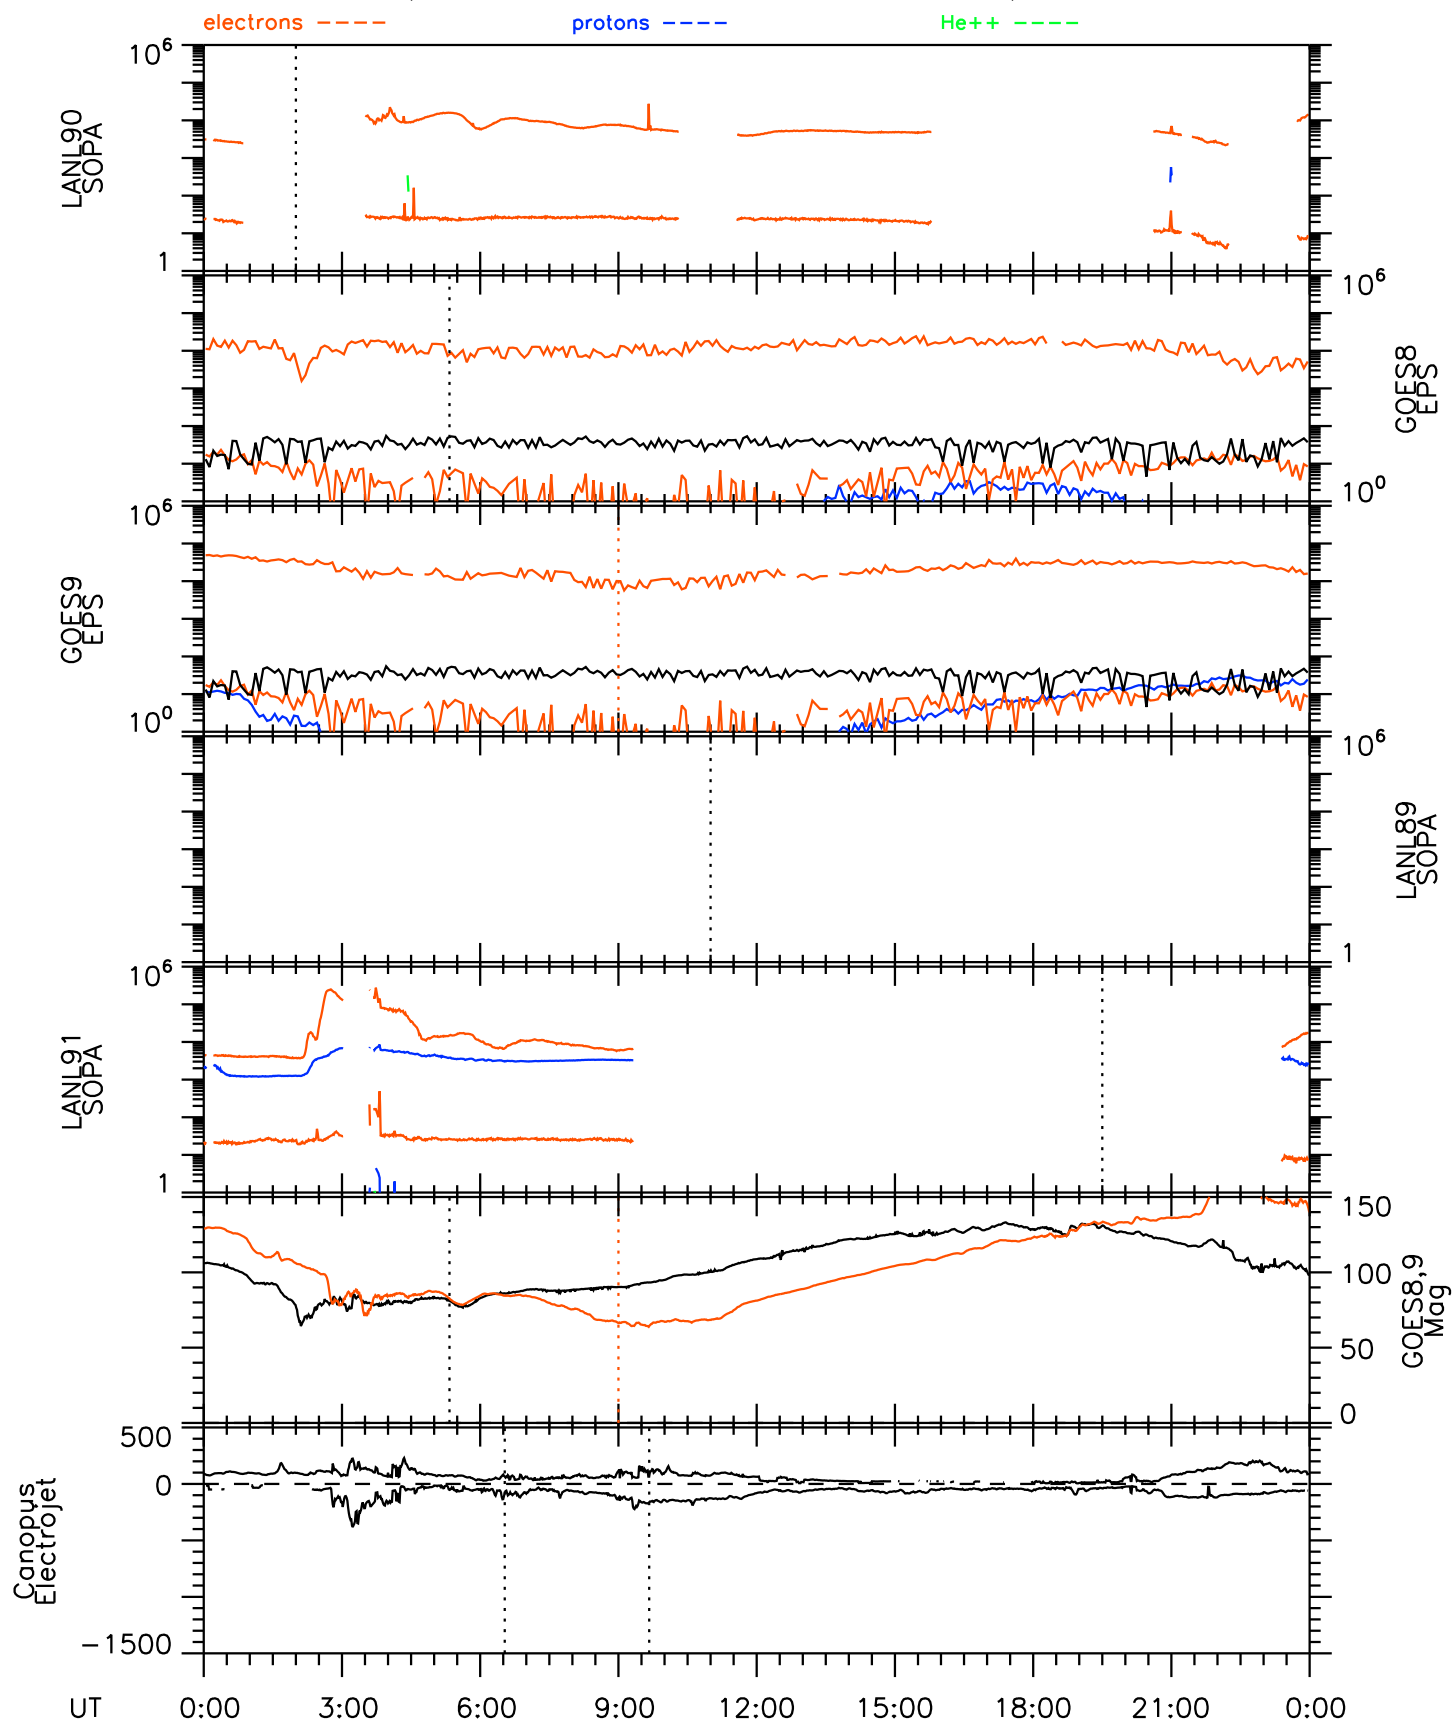 electrons protons He++
10⁶
LANL90
SOPA
1
10⁶
GOES8
EPS
10⁰
10⁶
GOES9
EPS
10⁰
10⁶
LANL89
SOPA
1
10⁶
LANL91
SOPA
1
150
100
GOES8,9
Mag
50
0
500
0
Canopus
Electrojet
-1500
UT 0:00 3:00 6:00 9:00 12:00 15:00 18:00 21:00 0:00